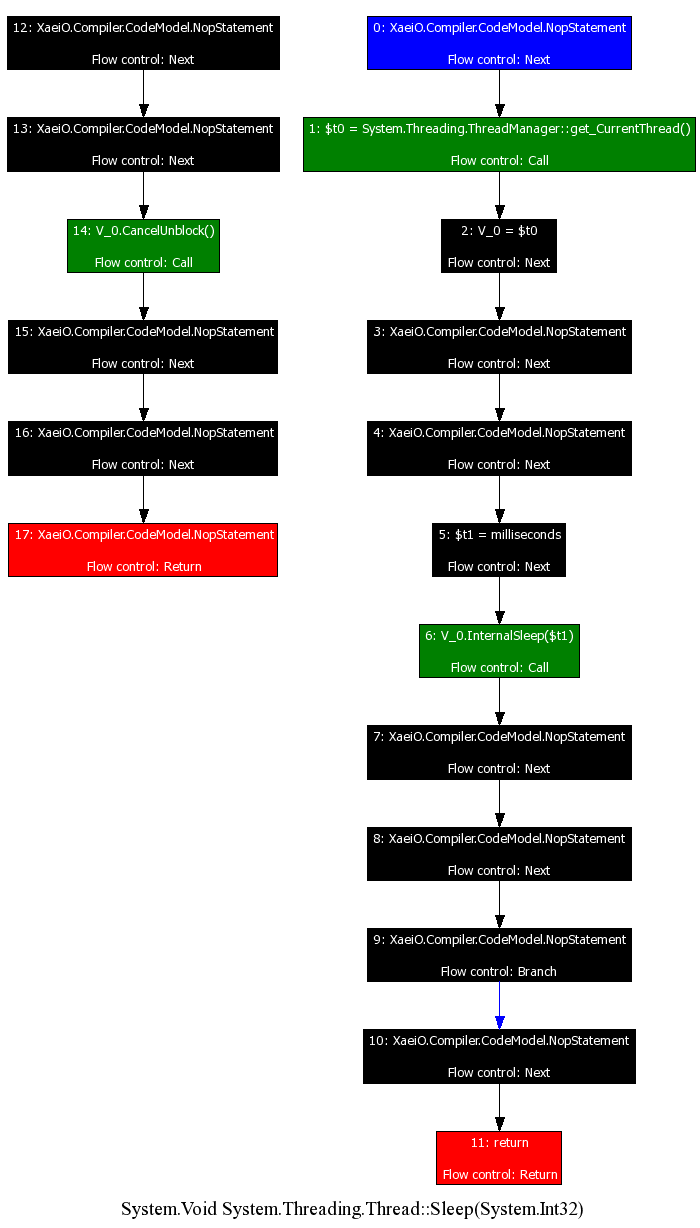 12: XaeiO.Compiler.CodeModel.NopStatement
Flow control: Next
13: XaeiO.Compiler.CodeModel.NopStatement
Flow control: Next
14: V_0.CancelUnblock()
Flow control: Call
15: XaeiO.Compiler.CodeModel.NopStatement
Flow control: Next
16: XaeiO.Compiler.CodeModel.NopStatement
Flow control: Next
17: XaeiO.Compiler.CodeModel.NopStatement
Flow control: Return
0: XaeiO.Compiler.CodeModel.NopStatement
Flow control: Next
1: $t0 = System.Threading.ThreadManager::get_CurrentThread()
Flow control: Call
2: V_0 = $t0
Flow control: Next
3: XaeiO.Compiler.CodeModel.NopStatement
Flow control: Next
4: XaeiO.Compiler.CodeModel.NopStatement
Flow control: Next
5: $t1 = milliseconds
Flow control: Next
6: V_0.InternalSleep($t1)
Flow control: Call
7: XaeiO.Compiler.CodeModel.NopStatement
Flow control: Next
8: XaeiO.Compiler.CodeModel.NopStatement
Flow control: Next
9: XaeiO.Compiler.CodeModel.NopStatement
Flow control: Branch
10: XaeiO.Compiler.CodeModel.NopStatement
Flow control: Next
11: return
Flow control: Return
System.Void System.Threading.Thread::Sleep(System.Int32)